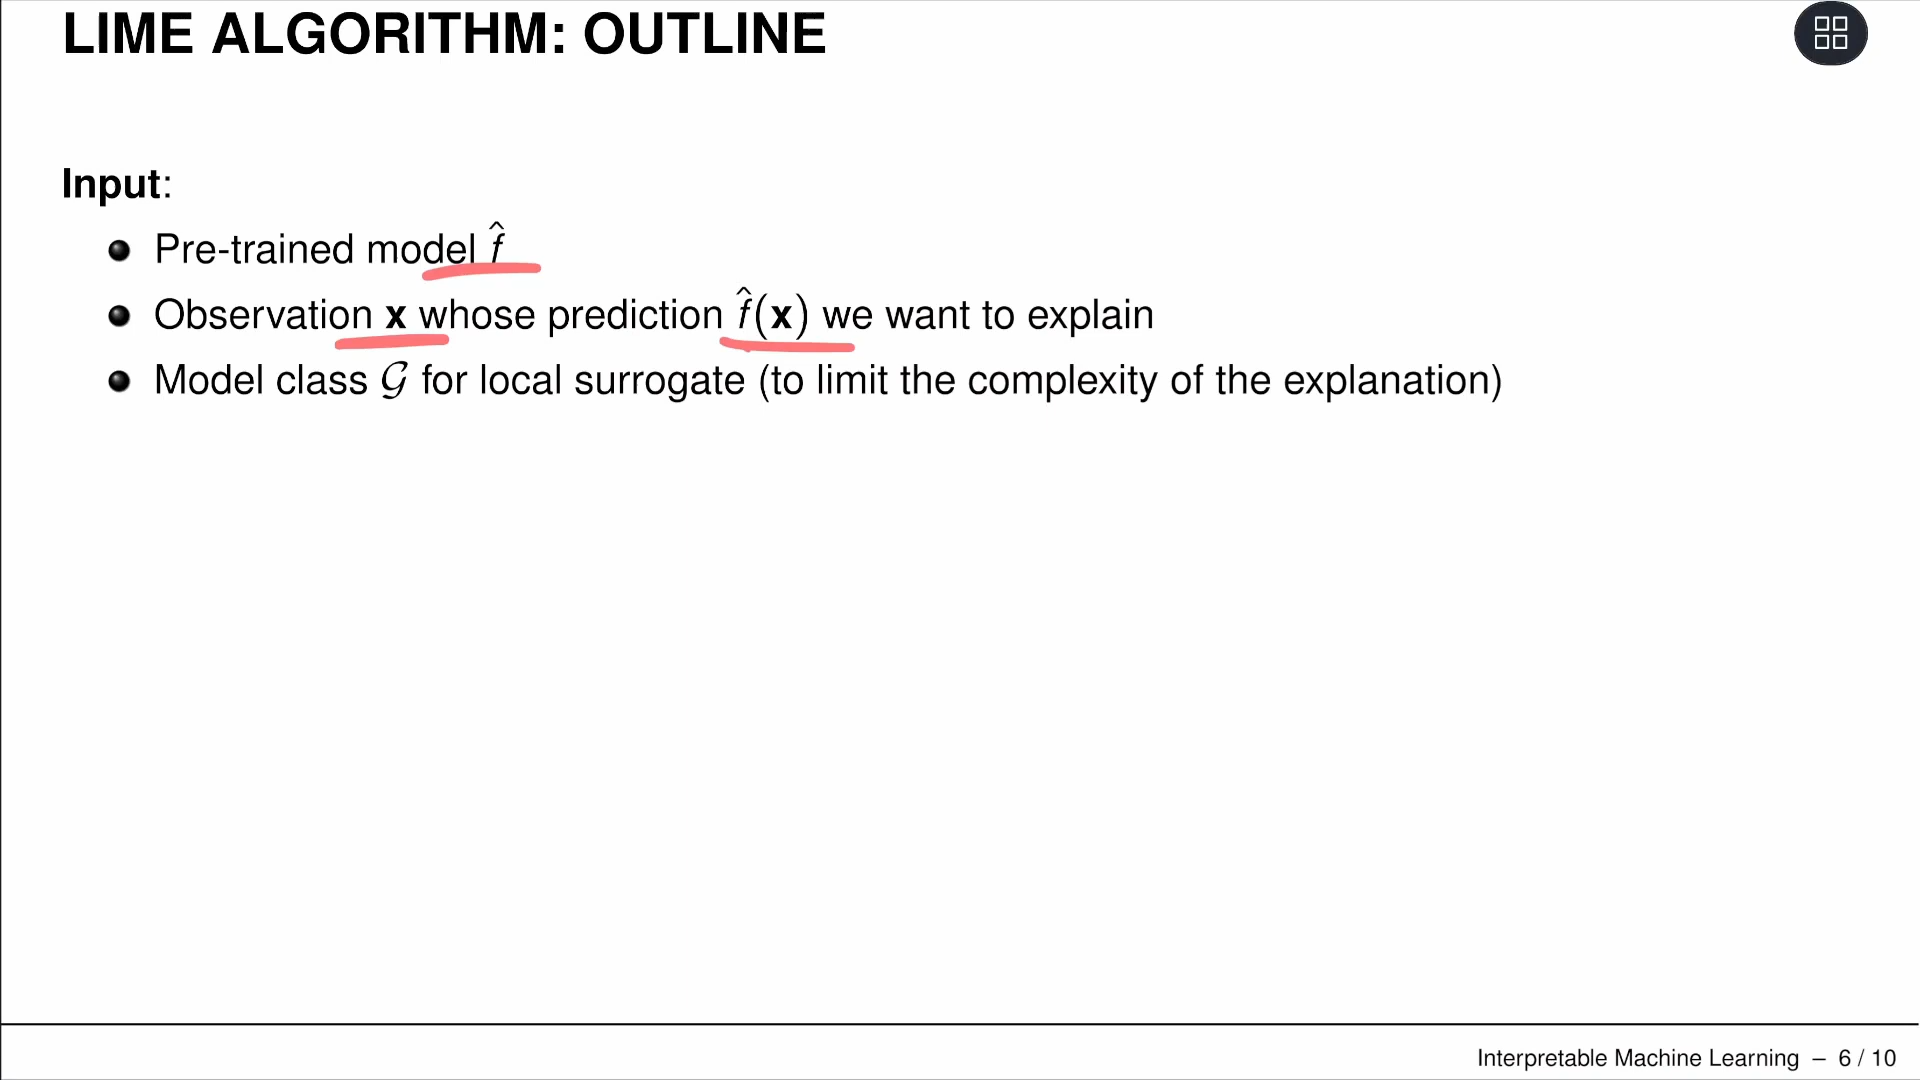 LIME ALGORITHM: OUTLINE
Input:
Pre-trained model f̂
Observation x whose prediction f̂(x) we want to explain
Model class 𝒢 for local surrogate (to limit the complexity of the explanation)
Interpretable Machine Learning – 6 / 10